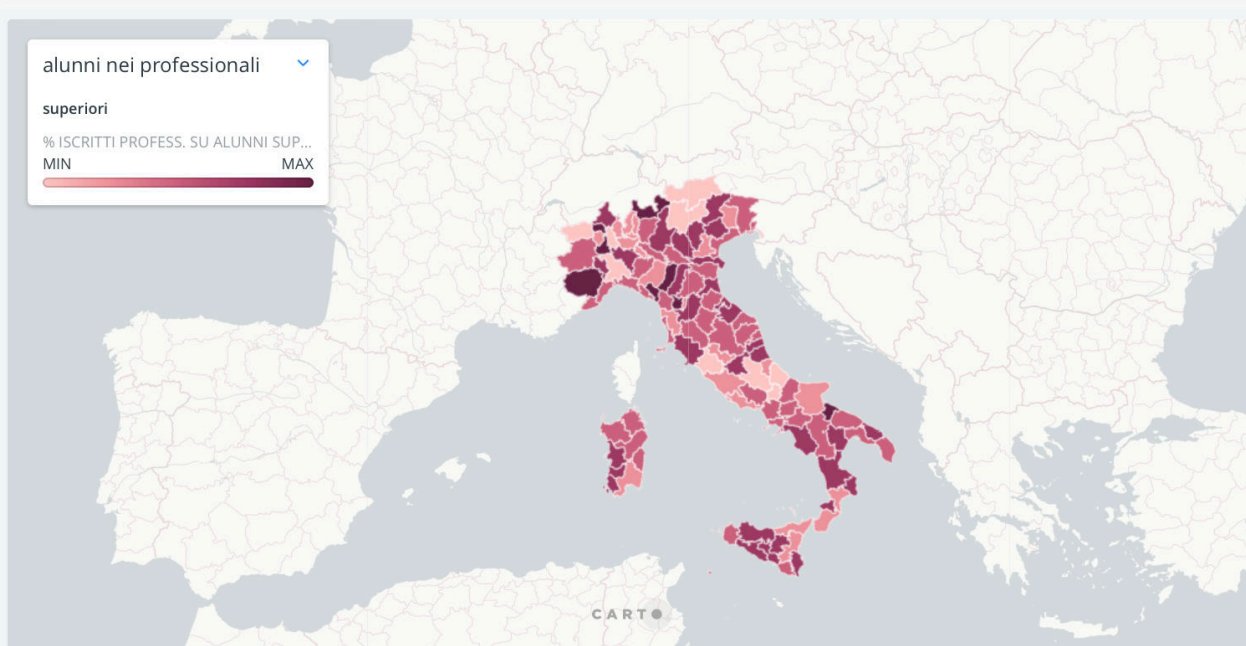 alunni nei professionali
superiori
% ISCRITTI PROFESS. SU ALUNNI SUP...
MIN MAX
CARTO